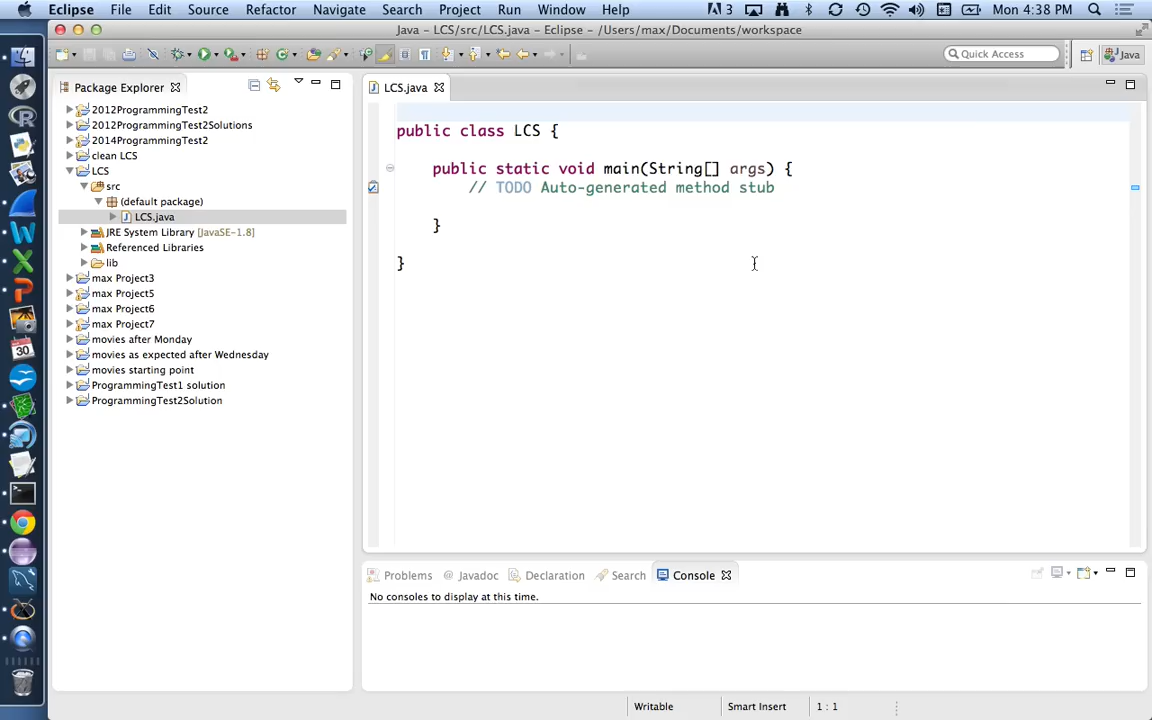 Eclipse File Edit Source Refactor Navigate Search Project Run Window Help 3 Mon 4:38 PM
Java - LCS/src/LCS.java - Eclipse - /Users/max/Documents/workspace
Quick Access Java
Package Explorer
2012ProgrammingTest2
2012ProgrammingTest2Solutions
2014ProgrammingTest2
clean LCS
LCS
src
(default package)
LCS.java
JRE System Library [JavaSE-1.8]
Referenced Libraries
lib
max Project3
max Project5
max Project6
max Project7
movies after Monday
movies as expected after Wednesday
movies starting point
ProgrammingTest1 solution
ProgrammingTest2Solution
LCS.java
public class LCS {
public static void main(String[] args) {
// TODO Auto-generated method stub
}
}
Problems @ Javadoc Declaration Search Console
No consoles to display at this time.
Writable Smart Insert 1 : 1
30